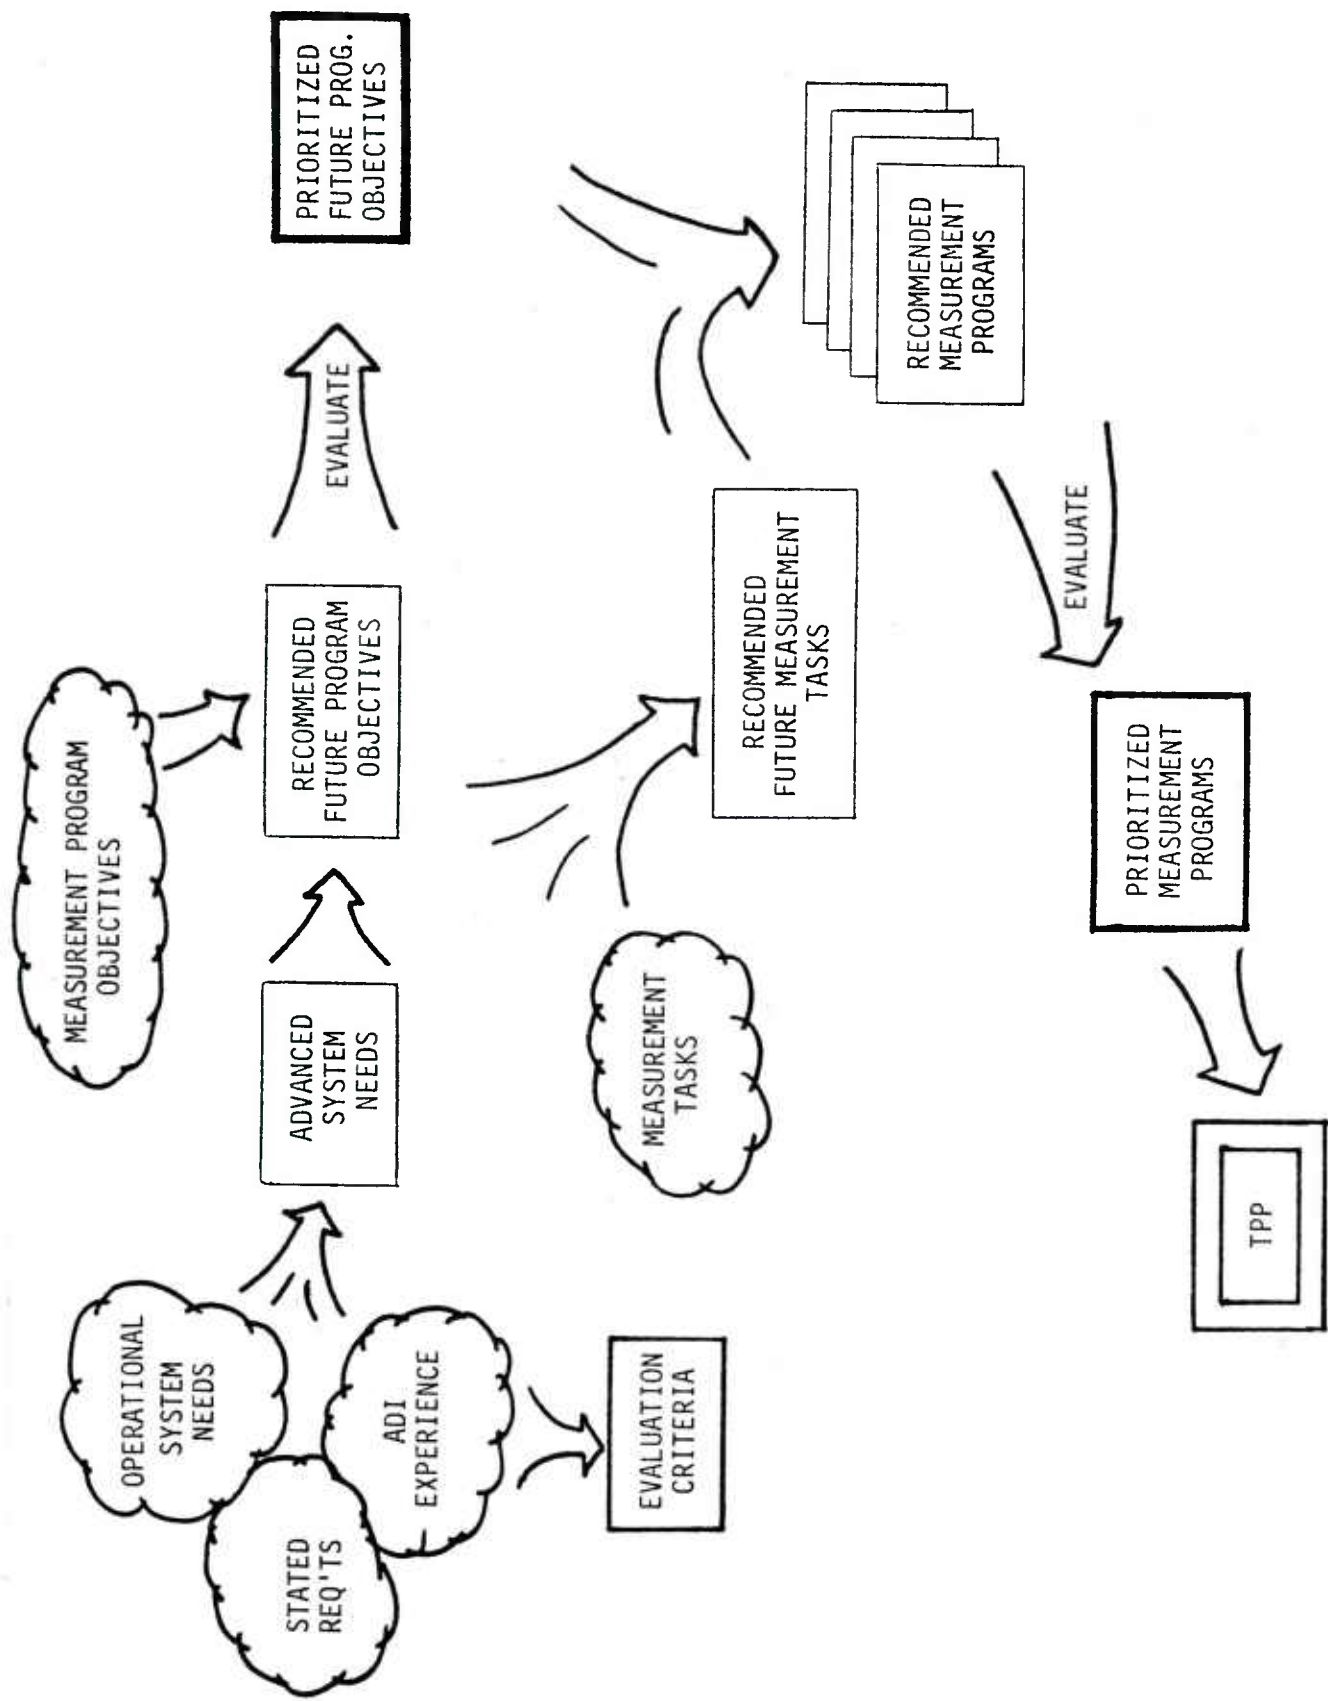 MEASUREMENT PROGRAM
OBJECTIVES
OPERATIONAL
SYSTEM
NEEDS
STATED
REQ'TS
ADI
EXPERIENCE
ADVANCED
SYSTEM
NEEDS
RECOMMENDED
FUTURE PROGRAM
OBJECTIVES
EVALUATE
PRIORITIZED
FUTURE PROG.
OBJECTIVES
EVALUATION
CRITERIA
MEASUREMENT
TASKS
RECOMMENDED
FUTURE MEASUREMENT
TASKS
RECOMMENDED
MEASUREMENT
PROGRAMS
EVALUATE
PRIORITIZED
MEASUREMENT
PROGRAMS
TPP